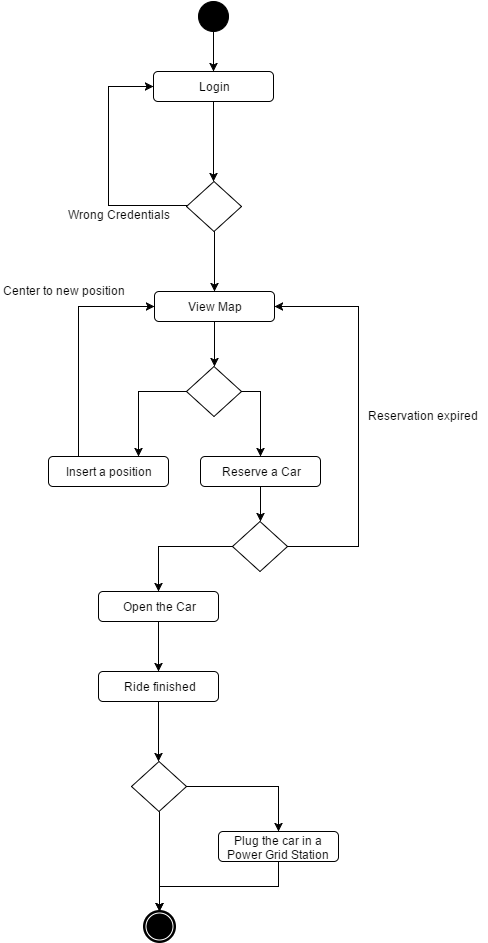 Login
Wrong Credentials
Center to new position
View Map
Reservation expired
Insert a position
Reserve a Car
Open the Car
Ride finished
Plug the car in a
Power Grid Station